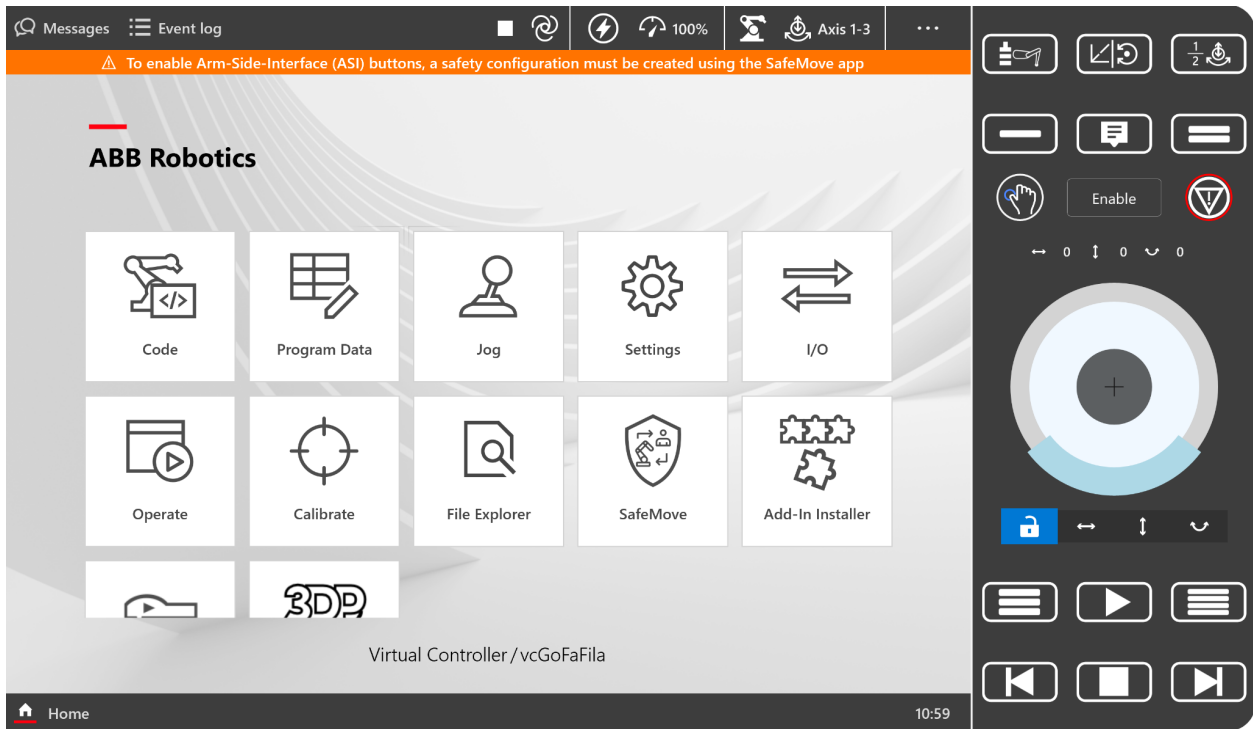 Messages Event log 100% Axis 1-3 ...
To enable Arm-Side-Interface (ASI) buttons, a safety configuration must be created using the SafeMove app
1
2
ABB Robotics
Enable
0 0 0
</>
Code Program Data Jog Settings I/O
Operate Calibrate File Explorer SafeMove Add-In Installer
3DP
Virtual Controller/vcGoFaFila
Home 10:59